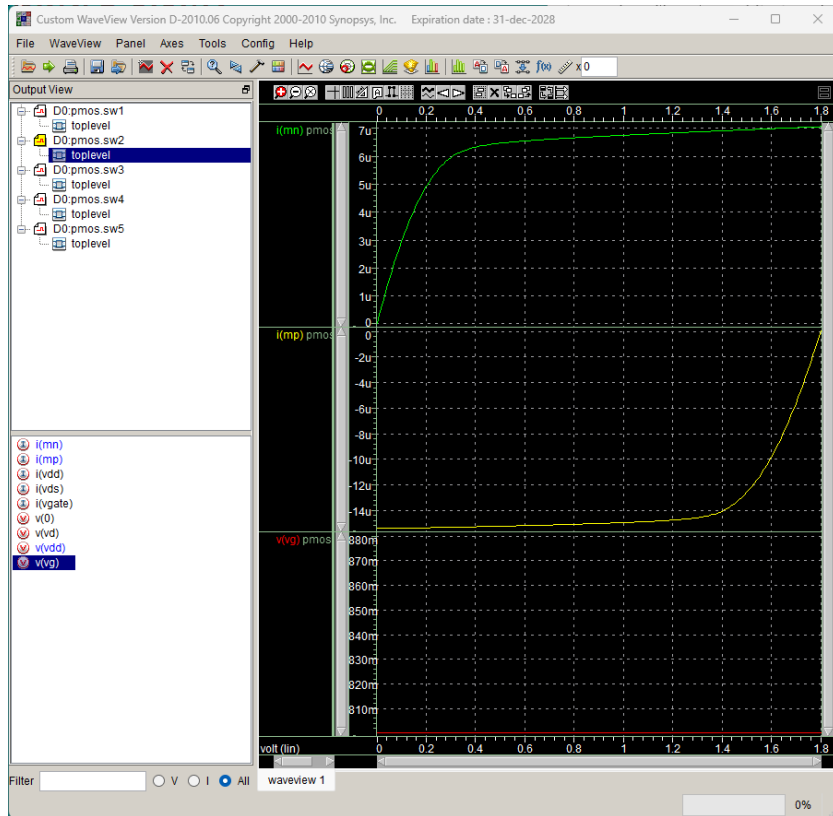 Custom WaveView Version D-2010.06 Copyright 2000-2010 Synopsys, Inc. Expiration date : 31-dec-2028
File WaveView Panel Axes Tools Config Help
f(x) x 0
Output View
D0:pmos.sw1
toplevel
D0:pmos.sw2
toplevel
D0:pmos.sw3
toplevel
D0:pmos.sw4
toplevel
D0:pmos.sw5
toplevel
i(mn)
i(mp)
i(vdd)
i(vds)
i(vgate)
v(0)
v(vd)
v(vdd)
v(vg)
0 0.2 0.4 0.6 0.8 1 1.2 1.4 1.6 1.8
i(mn) pmos
7u
6u
5u
4u
3u
2u
1u
0
i(mp) pmos
0
-2u
-4u
-6u
-8u
-10u
-12u
-14u
v(vg) pmos
880m
870m
860m
850m
840m
830m
820m
810m
volt (lin)
0 0.2 0.4 0.6 0.8 1 1.2 1.4 1.6 1.8
Filter V I All
waveview 1
0%